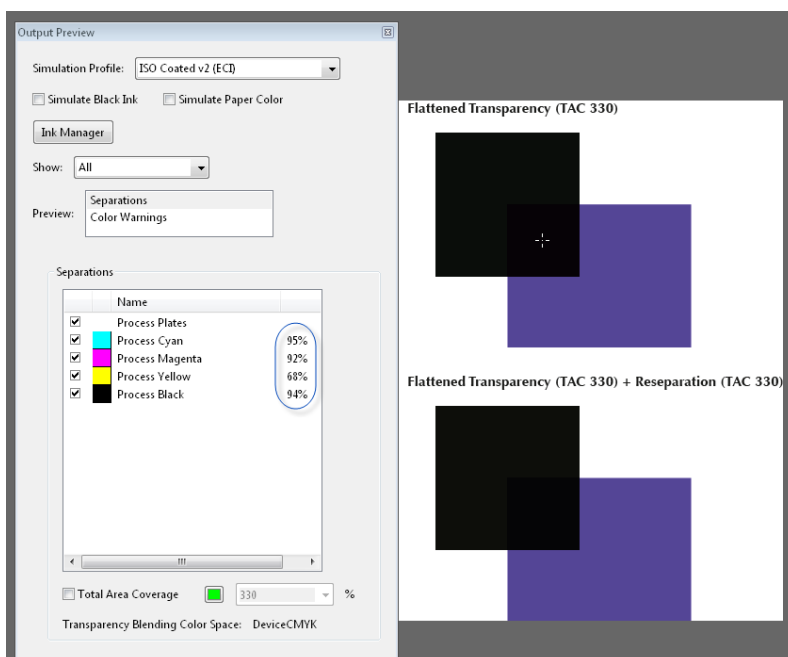 Output Preview
Simulation Profile: ISO Coated v2 (ECI)
Simulate Black Ink Simulate Paper Color
Ink Manager
Show: All
Preview: Separations
Color Warnings
Separations
Name
Process Plates
Process Cyan 95%
Process Magenta 92%
Process Yellow 68%
Process Black 94%
Total Area Coverage 330 %
Transparency Blending Color Space: DeviceCMYK
Flattened Transparency (TAC 330)
Flattened Transparency (TAC 330) + Reseparation (TAC 330)